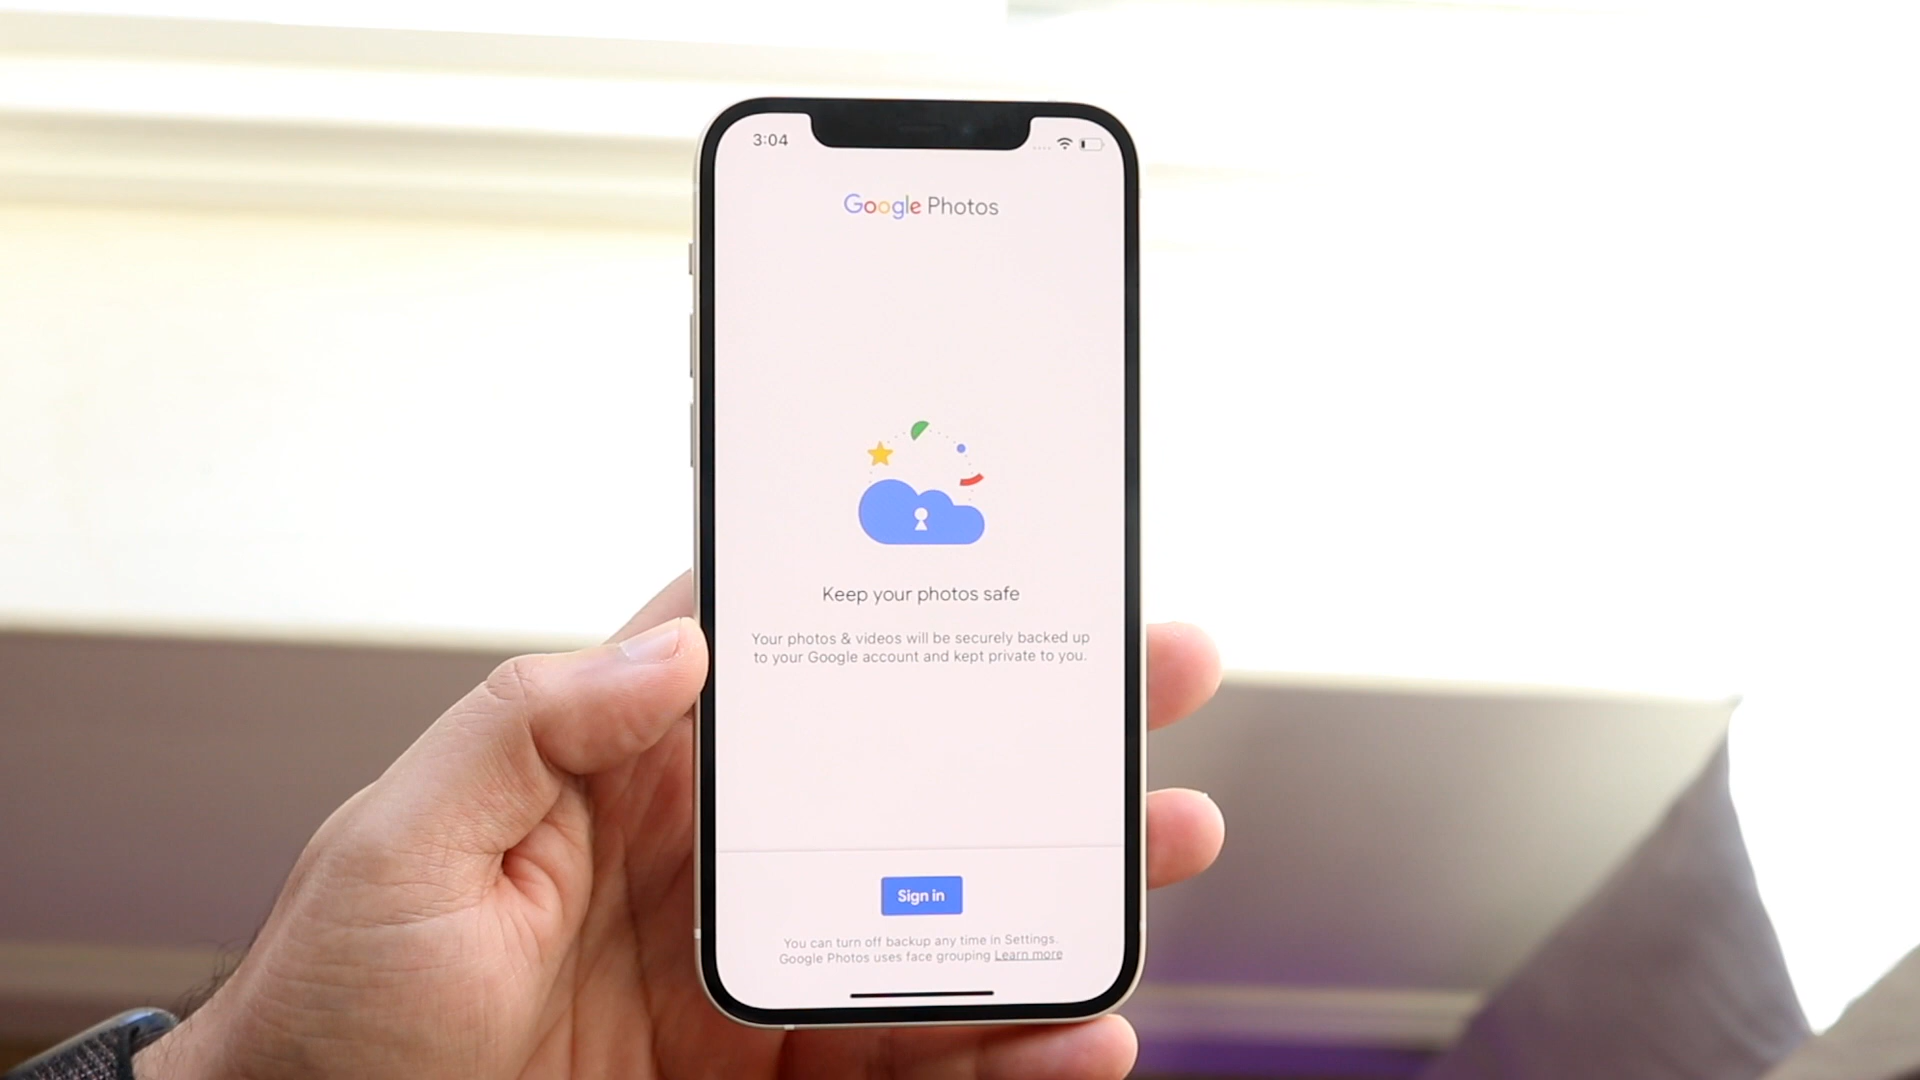 3:04
Google Photos
Keep your photos safe
Your photos & videos will be securely backed up
to your Google account and kept private to you.
Sign in
You can turn off backup any time in Settings.
Google Photos uses face grouping Learn more